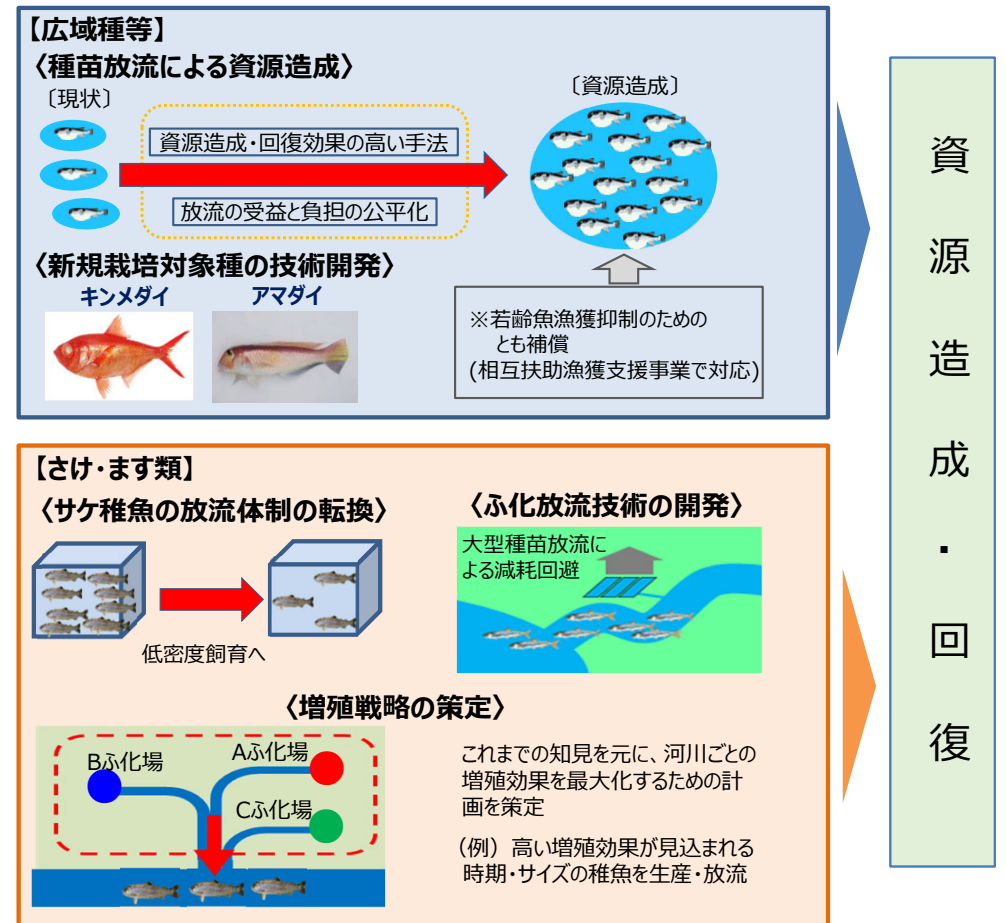 【広域種等】
〈種苗放流による資源造成〉
〔現状〕
〔資源造成〕
資源造成・回復効果の高い手法
放流の受益と負担の公平化
〈新規栽培対象種の技術開発〉
キンメダイ
アマダイ
※若齢魚漁獲抑制のための
とも補償
(相互扶助漁獲支援事業で対応)
【さけ・ます類】
〈サケ稚魚の放流体制の転換〉
低密度飼育へ
〈ふ化放流技術の開発〉
大型種苗放流に
よる減耗回避
〈増殖戦略の策定〉
Bふ化場
Aふ化場
Cふ化場
これまでの知見を元に、河川ごとの
増殖効果を最大化するための計
画を策定
（例）高い増殖効果が見込まれる
時期・サイズの稚魚を生産・放流
資源造成・回復